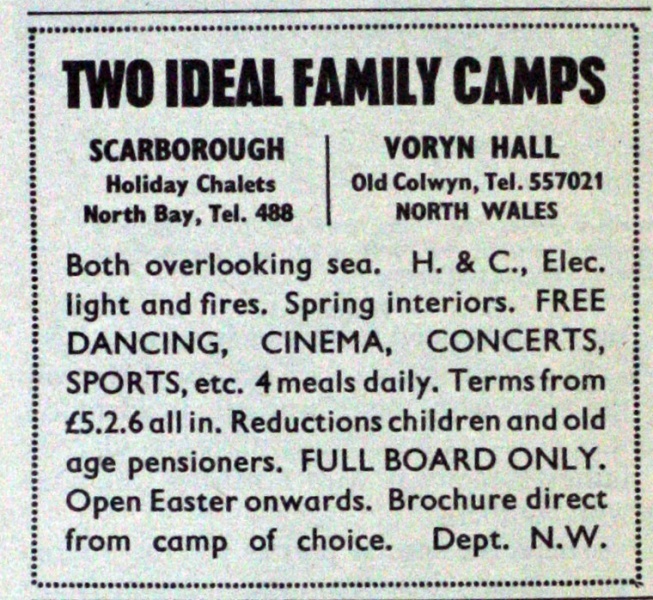 TWO IDEAL FAMILY CAMPS
SCARBOROUGH
Holiday Chalets
North Bay, Tel. 488
VORYN HALL
Old Colwyn, Tel. 557021
NORTH WALES
Both overlooking sea. H. & C., Elec.
light and fires. Spring interiors. FREE
DANCING, CINEMA, CONCERTS,
SPORTS, etc. 4 meals daily. Terms from
£5.2.6 all in. Reductions children and old
age pensioners. FULL BOARD ONLY.
Open Easter onwards. Brochure direct
from camp of choice. Dept. N.W.